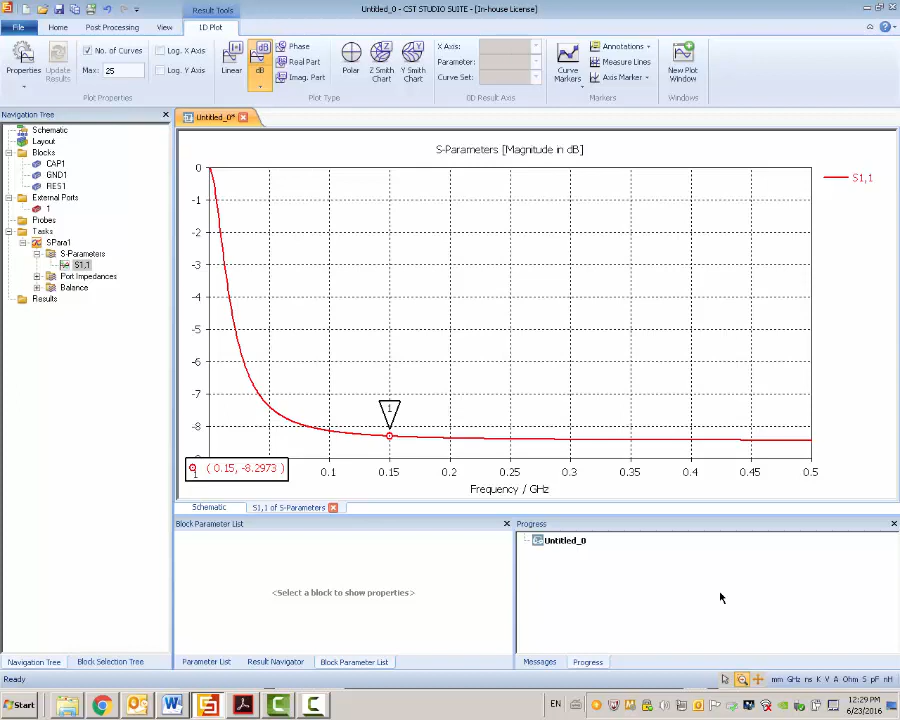 Result Tools
Untitled_0 - CST STUDIO SUITE - [In-house License]
File Home Post Processing View 1D Plot
Properties
Update Results
Number of Curves
Max: 25
Log X Axis
Log Y Axis
Plot Properties
Linear
dB
Phase
Real Part
Imag. Part
Polar
Z Smith Chart
Y Smith Chart
Plot Type
X Axis:
Parameter:
Curve Set:
0D Result Axis
Curve Markers
Annotations
Measure Lines
Axis Marker
Markers
New Plot Window
Windows
Navigation Tree
Schematic
Layout
Blocks
CAP1
GND1
RES1
External Ports
1
Probes
Tasks
SPara1
S-Parameters
S1,1
Port Impedances
Balance
Results
Untitled_0*
S-Parameters [Magnitude in dB]
S1,1
0
-1
-2
-3
-4
-5
-6
-7
-8
1
1 ( 0.15, -8.2973 )
0.1 0.15 0.2 0.25 0.3 0.35 0.4 0.45 0.5
Frequency / GHz
Schematic S1,1 of S-Parameters
Block Parameter List
<Select a block to show properties>
Progress
Untitled_0
Navigation Tree Block Selection Tree Parameter List Result Navigator Block Parameter List Messages Progress
Ready
mm GHz ns K V A Ohm S pF nH
Start
EN
12:29 PM
6/23/2016